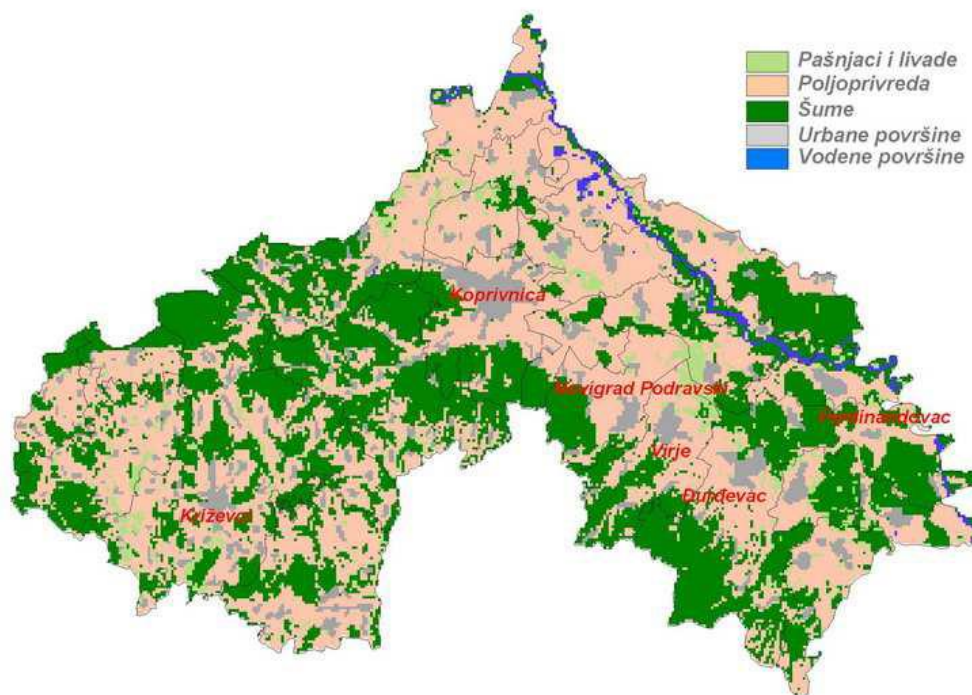 Pašnjaci i livade
Poljoprivreda
Šume
Urbane površine
Vodene površine
Koprivnica
Novigrad Podravski
Ferdinandovac
Virje
Đurđevac
Križevci